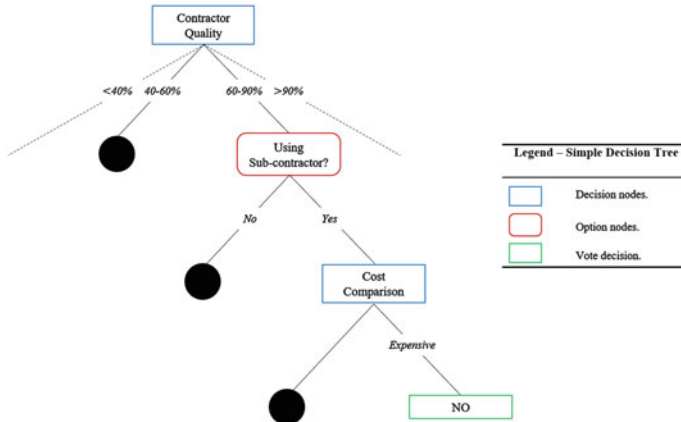 Contractor
Quality
<40% 40-60% 60-90% >90%
Using
Sub-contractor?
Legend – Simple Decision Tree
Decision nodes.
Option nodes.
Vote decision.
No Yes
Cost
Comparison
Expensive
NO